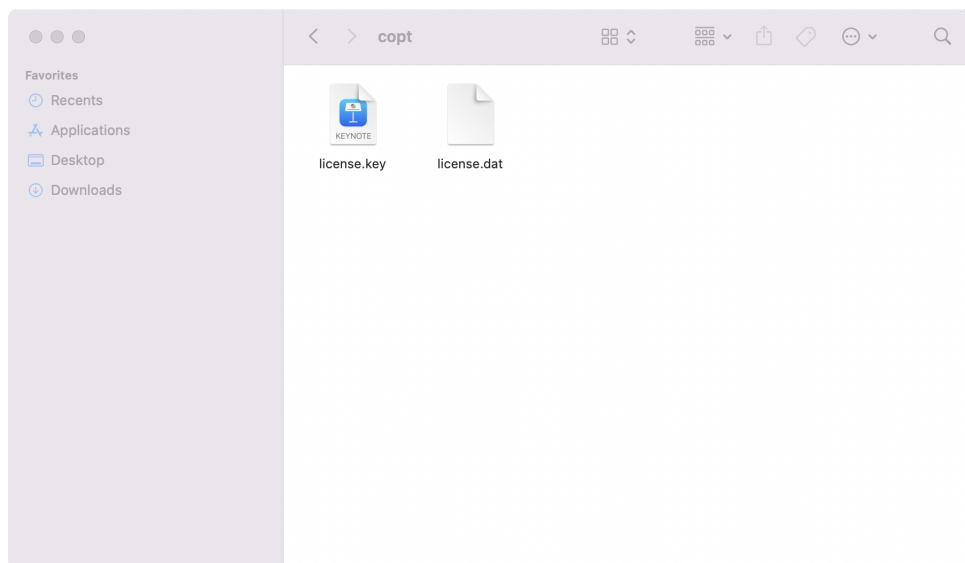 copt
Favorites
Recents
Applications
Desktop
Downloads
KEYNOTE
license.key
license.dat